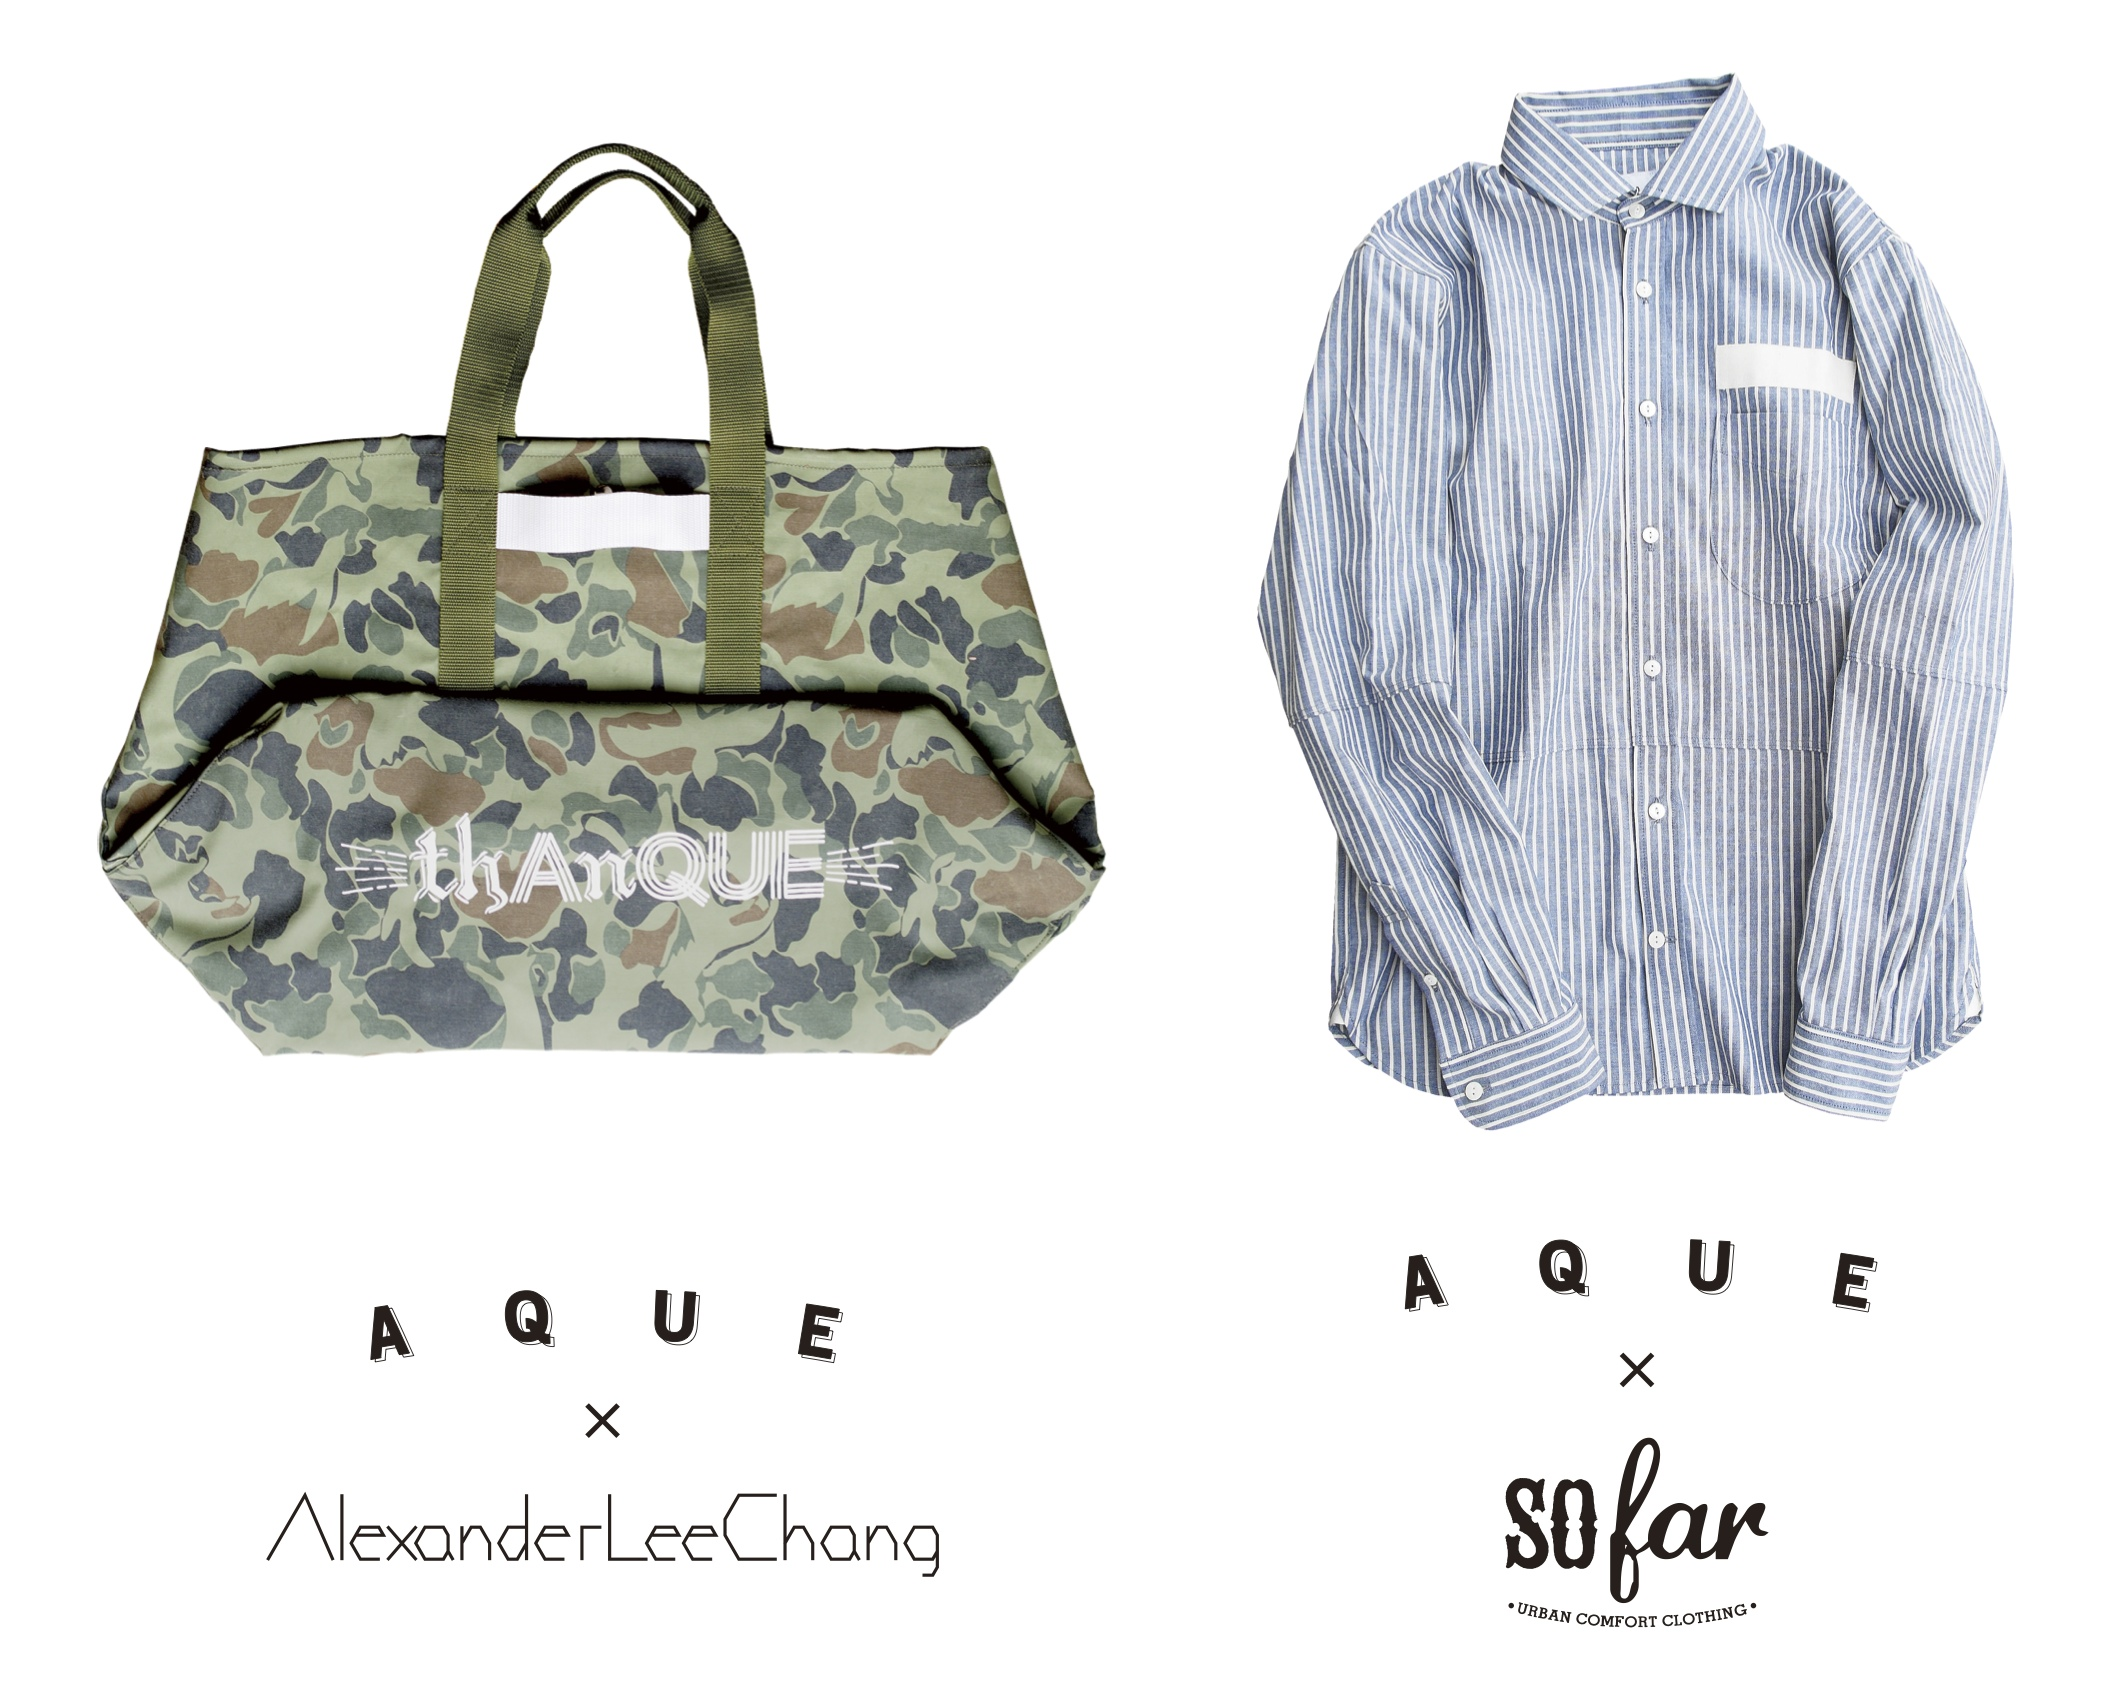 thAnQUE
AQUE
×
AlexanderLeeChang
AQUE
×
sofar
•URBAN COMFORT CLOTHING•